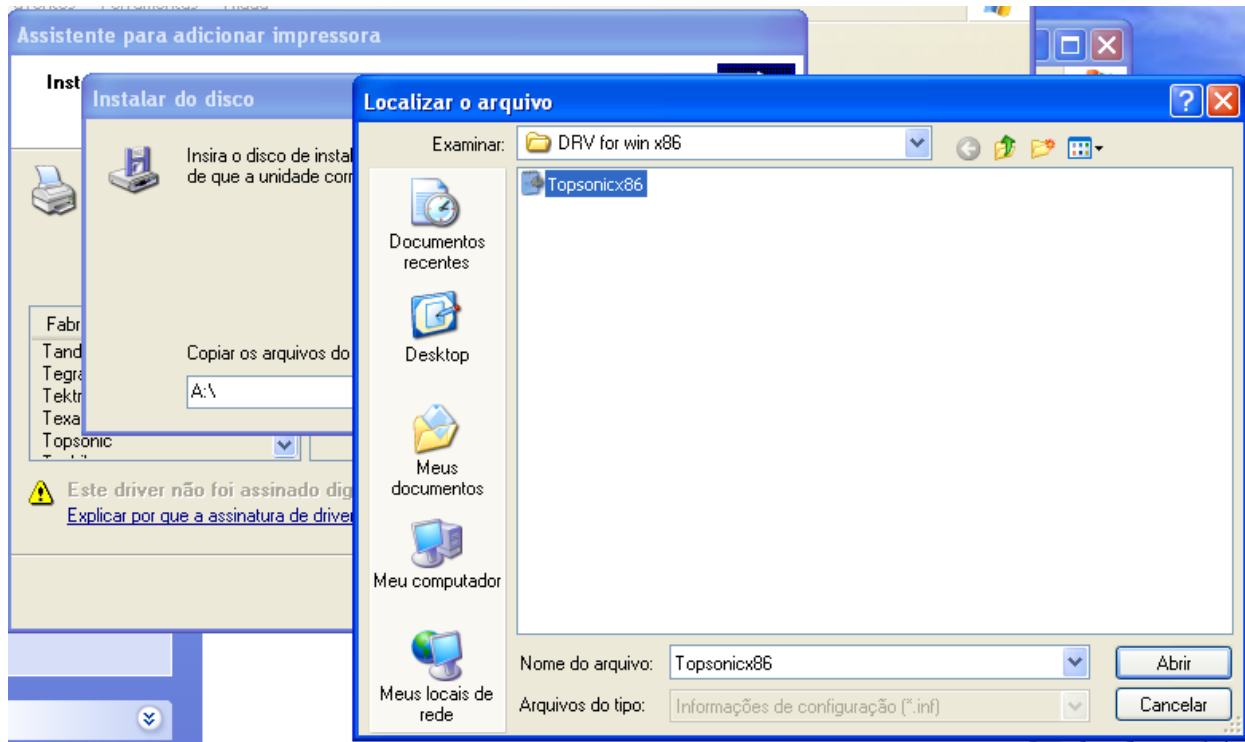 Assistente para adicionar impressora
Inst
Instalar do disco
Insira o disco de instal
de que a unidade corr
Copiar os arquivos do
A:\
Fabr
Tand
Tegra
Tektr
Texa
Topsonic
Este driver não foi assinado dig
Explicar por que a assinatura de driver
Localizar o arquivo
Examinar:
DRV for win x86
Topsonicx86
Documentos
recentes
Desktop
Meus
documentos
Meu computador
Meus locais de
rede
Nome do arquivo:
Topsonicx86
Abrir
Arquivos do tipo:
Informações de configuração (*.inf)
Cancelar